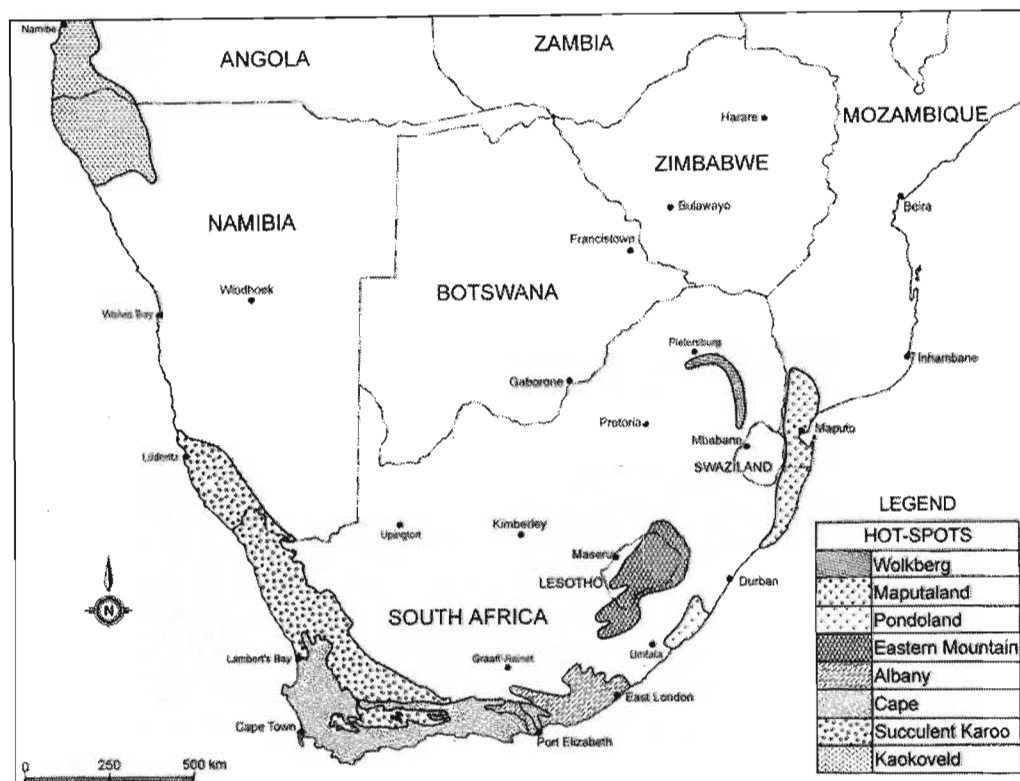 Namibe
ANGOLA
ZAMBIA
MOZAMBIQUE
Harare
ZIMBABWE
Beira
Bulawayo
NAMIBIA
Francistown
Windhoek
BOTSWANA
Walvis Bay
Pietersburg
Inhambane
Gaborone
Pretoria
Maputo
Mbabane
Lüderitz
SWAZILAND
LEGEND
HOT-SPOTS
Wolkberg
Maputaland
Pondoland
Eastern Mountain
Albany
Cape
Succulent Karoo
Kaokoveld
Upington
Kimberley
Maseru
LESOTHO
Durban
N
SOUTH AFRICA
Umtata
Lambert's Bay
Graaff-Reinet
East London
Cape Town
Port Elizabeth
0 250 500 km